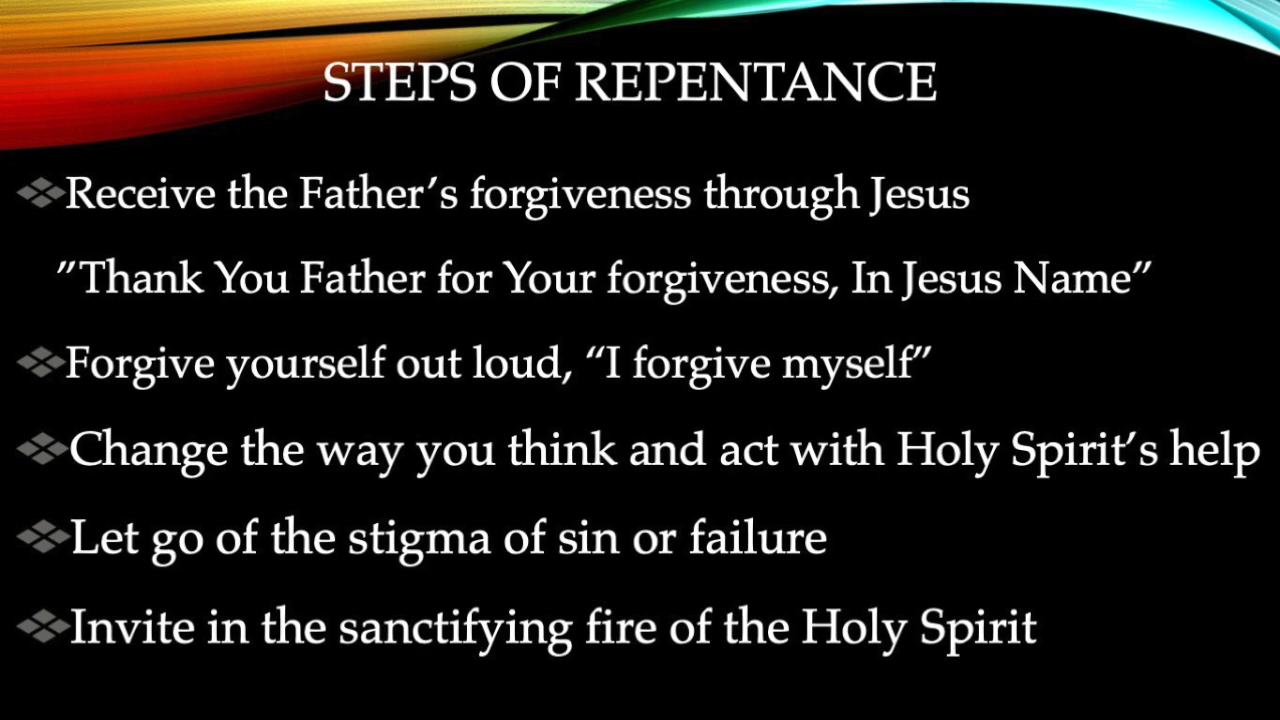 STEPS OF REPENTANCE
❖Receive the Father’s forgiveness through Jesus
”Thank You Father for Your forgiveness, In Jesus Name”
❖Forgive yourself out loud, “I forgive myself”
❖Change the way you think and act with Holy Spirit’s help
❖Let go of the stigma of sin or failure
❖Invite in the sanctifying fire of the Holy Spirit